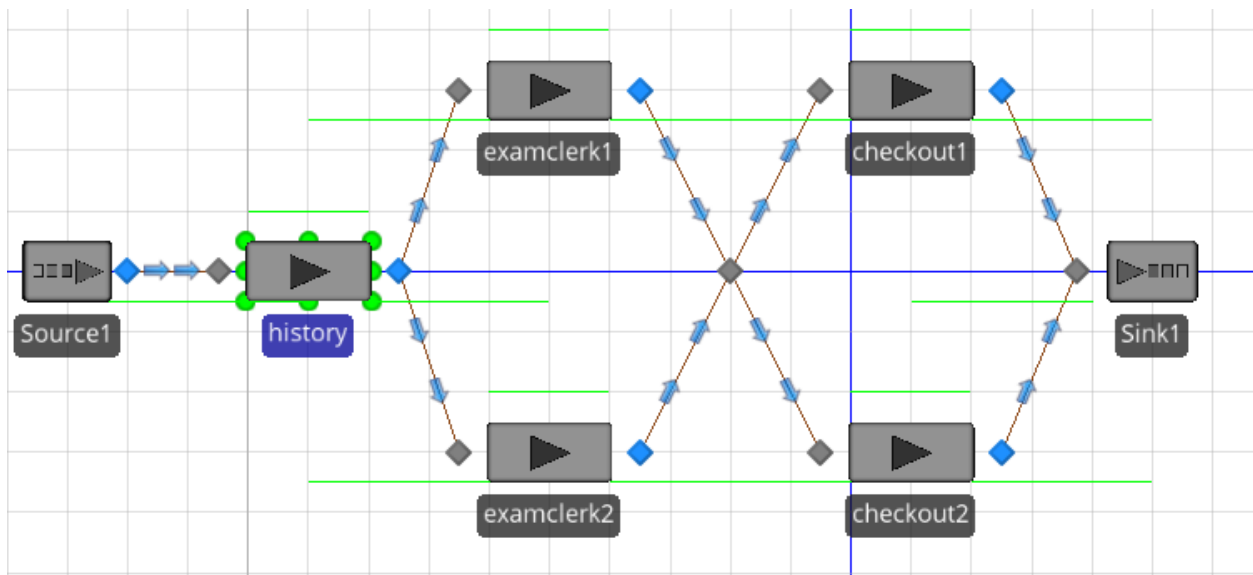 examclerk1
checkout1
Source1
history
Sink1
examclerk2
checkout2